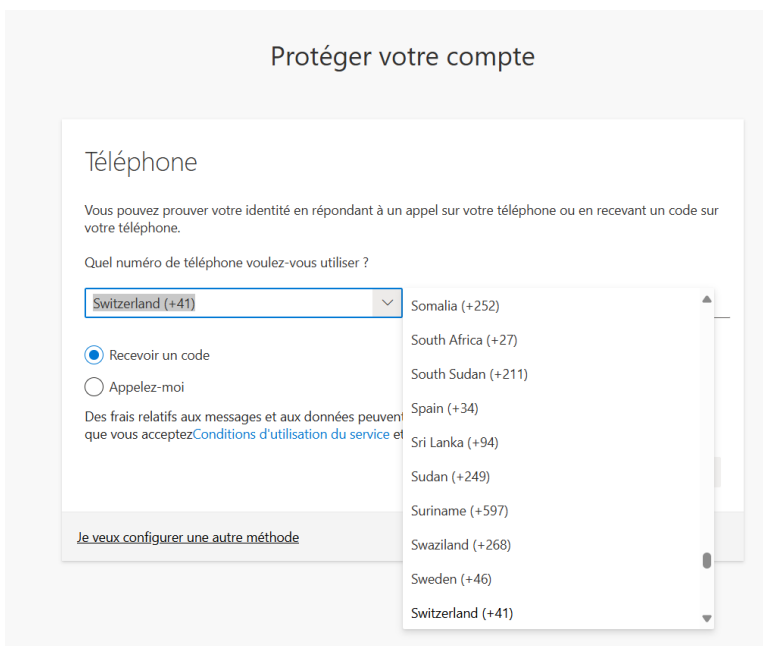 Protéger votre compte
Téléphone
Vous pouvez prouver votre identité en répondant à un appel sur votre téléphone ou en recevant un code sur
votre téléphone.
Quel numéro de téléphone voulez-vous utiliser ?
Switzerland (+41)
Somalia (+252)
South Africa (+27)
South Sudan (+211)
Spain (+34)
Sri Lanka (+94)
Sudan (+249)
Suriname (+597)
Swaziland (+268)
Sweden (+46)
Switzerland (+41)
Recevoir un code
Appelez-moi
Des frais relatifs aux messages et aux données peuvent
que vous acceptezConditions d'utilisation du service et
Je veux configurer une autre méthode